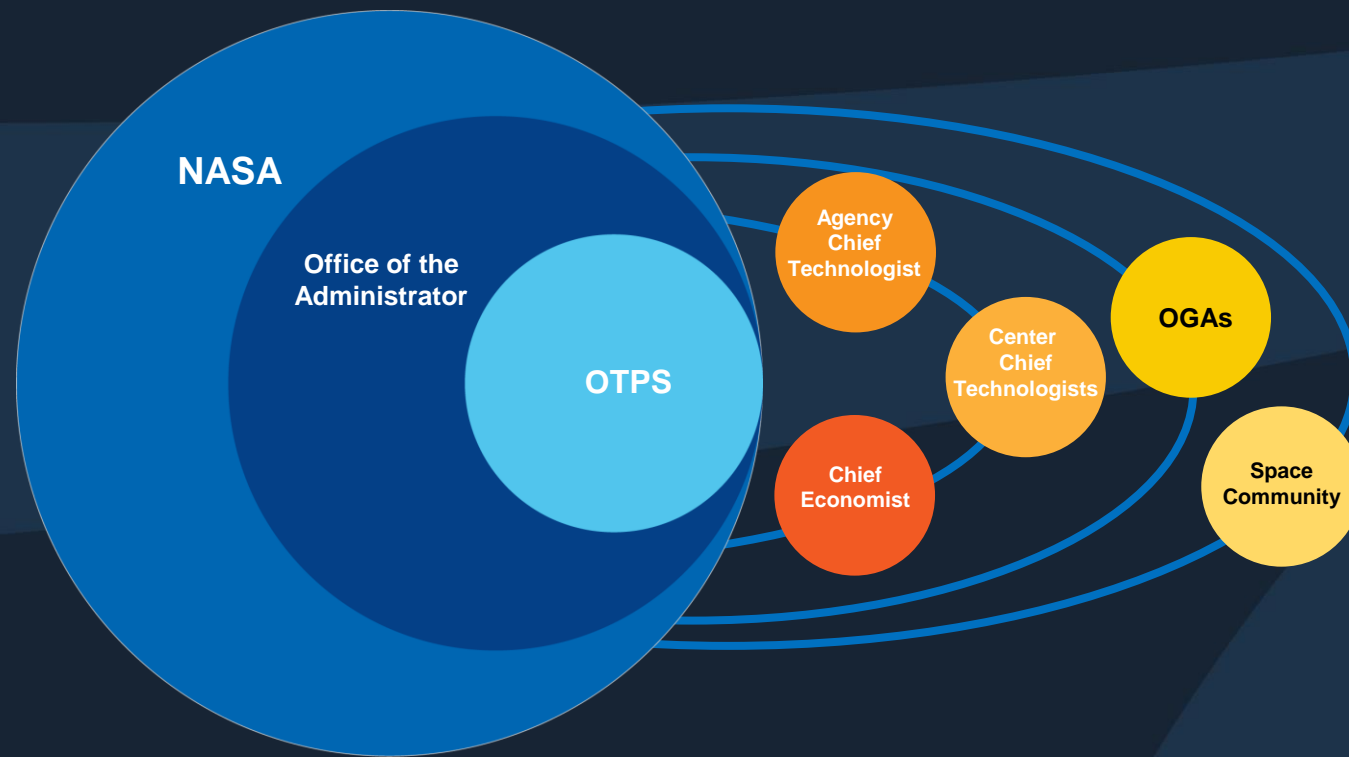 NASA
Office of the
Administrator
OTPS
Agency
Chief
Technologist
Center
Chief
Technologists
Chief
Economist
OGAs
Space
Community